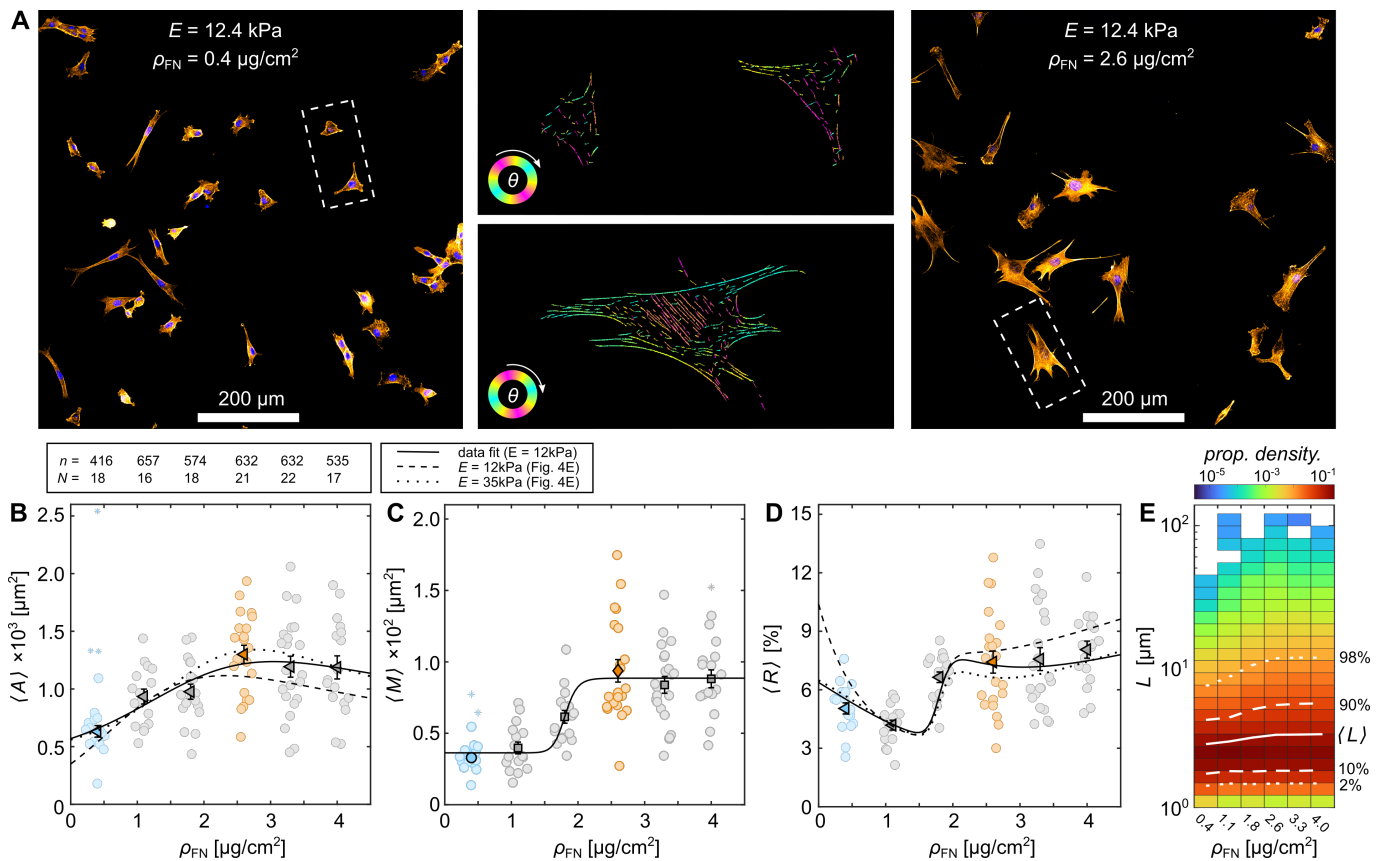 A
E = 12.4 kPa
ρFN = 0.4 µg/cm²
200 µm
θ
θ
E = 12.4 kPa
ρFN = 2.6 µg/cm²
200 µm
n = 416 657 574 632 632 535
N = 18 16 18 21 22 17
data fit (E = 12kPa)
E = 12kPa (Fig. 4E)
E = 35kPa (Fig. 4E)
B
⟨A⟩ ×10³ [µm²]
2.5
2.0
1.5
1.0
0.5
0
0 1 2 3 4
ρFN [µg/cm²]
C
⟨M⟩ ×10² [µm²]
2.0
1.5
1.0
0.5
0
0 1 2 3 4
ρFN [µg/cm²]
D
⟨R⟩ [%]
15
12
9
6
3
0
0 1 2 3 4
ρFN [µg/cm²]
prop. density.
10⁻⁵ 10⁻³ 10⁻¹
E
L [µm]
10²
10¹
10⁰
98%
90%
⟨L⟩
10%
2%
0.4 1.1 1.8 2.6 3.3 4.0
ρFN [µg/cm²]